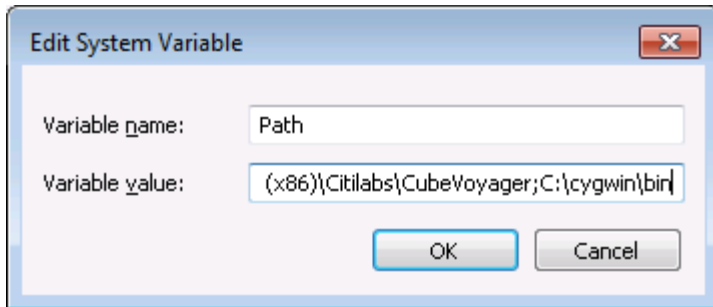 Edit System Variable
Variable name: Path
Variable value: (x86)\Citilabs\CubeVoyager;C:\cygwin\bin
OK Cancel